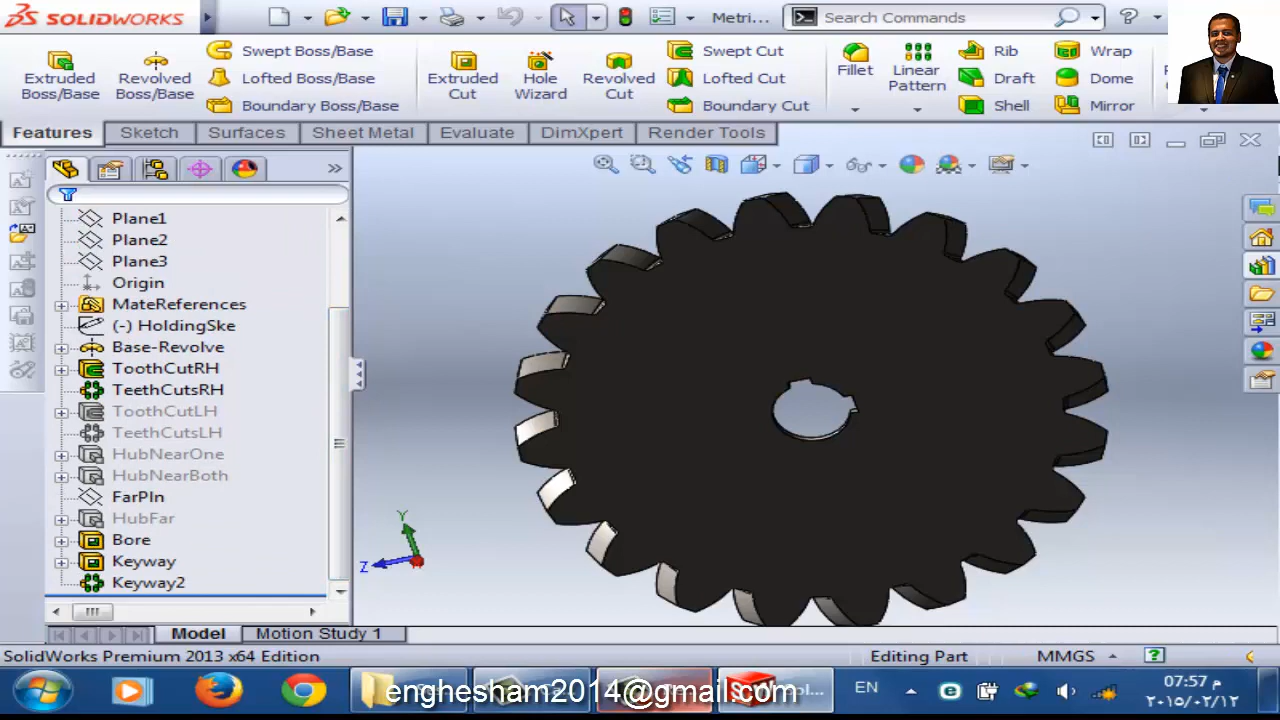 SOLIDWORKS
Metri...
Search Commands
Extruded Boss/Base
Revolved Boss/Base
Swept Boss/Base
Lofted Boss/Base
Boundary Boss/Base
Extruded Cut
Hole Wizard
Revolved Cut
Swept Cut
Lofted Cut
Boundary Cut
Fillet
Linear Pattern
Rib
Draft
Shell
Wrap
Dome
Mirror
Features
Sketch
Surfaces
Sheet Metal
Evaluate
DimXpert
Render Tools
Plane1
Plane2
Plane3
Origin
MateReferences
(-) HoldingSke
Base-Revolve
ToothCutRH
TeethCutsRH
ToothCutLH
TeethCutsLH
HubNearOne
HubNearBoth
FarPln
HubFar
Bore
Keyway
Keyway2
Y
Z
Model
Motion Study 1
SolidWorks Premium 2013 x64 Edition
Editing Part
MMGS
enghesham2014@gmail.com
EN
07:57 م
٢٠١٥/٠٢/١٢